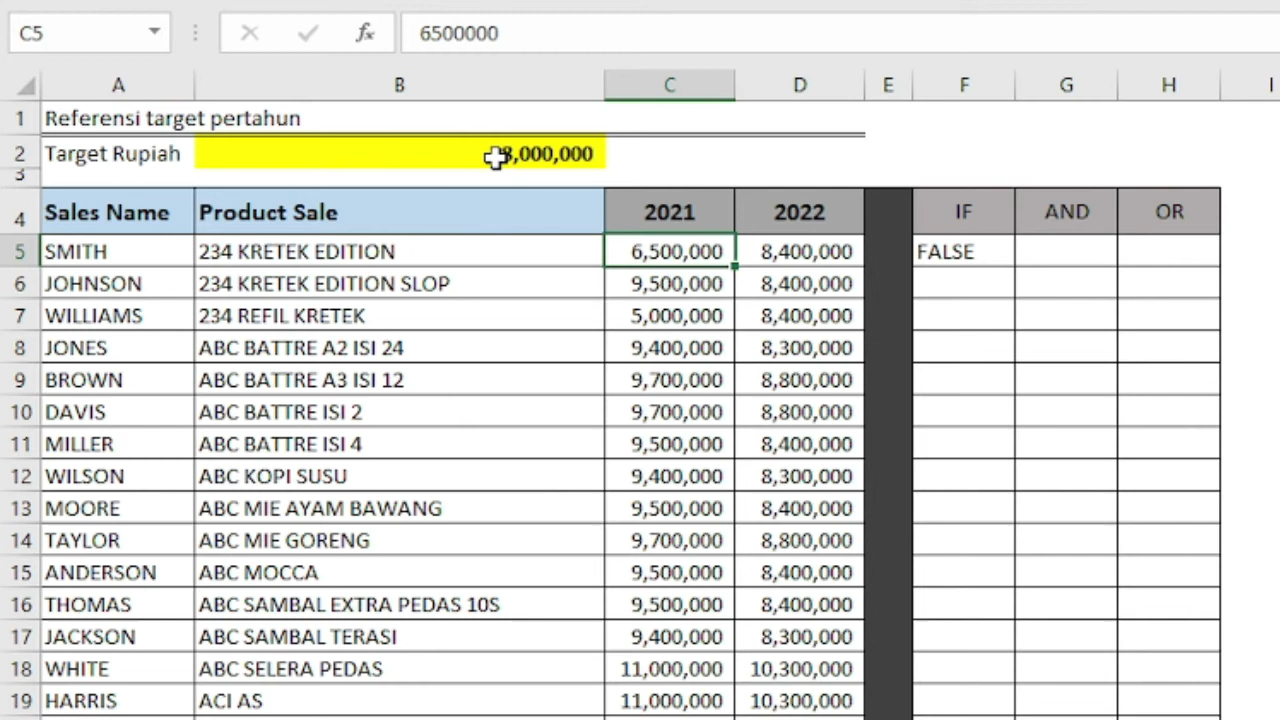 C5 fx 6500000
A B C D E F G H I
1 Referensi target pertahun
2 Target Rupiah 8,000,000
3
4 Sales Name Product Sale 2021 2022 IF AND OR
5 SMITH 234 KRETEK EDITION 6,500,000 8,400,000 FALSE
6 JOHNSON 234 KRETEK EDITION SLOP 9,500,000 8,400,000
7 WILLIAMS 234 REFIL KRETEK 5,000,000 8,400,000
8 JONES ABC BATTRE A2 ISI 24 9,400,000 8,300,000
9 BROWN ABC BATTRE A3 ISI 12 9,700,000 8,800,000
10 DAVIS ABC BATTRE ISI 2 9,700,000 8,800,000
11 MILLER ABC BATTRE ISI 4 9,500,000 8,400,000
12 WILSON ABC KOPI SUSU 9,400,000 8,300,000
13 MOORE ABC MIE AYAM BAWANG 9,500,000 8,400,000
14 TAYLOR ABC MIE GORENG 9,700,000 8,800,000
15 ANDERSON ABC MOCCA 9,500,000 8,400,000
16 THOMAS ABC SAMBAL EXTRA PEDAS 10S 9,500,000 8,400,000
17 JACKSON ABC SAMBAL TERASI 9,400,000 8,300,000
18 WHITE ABC SELERA PEDAS 11,000,000 10,300,000
19 HARRIS ACI AS 11,000,000 10,300,000